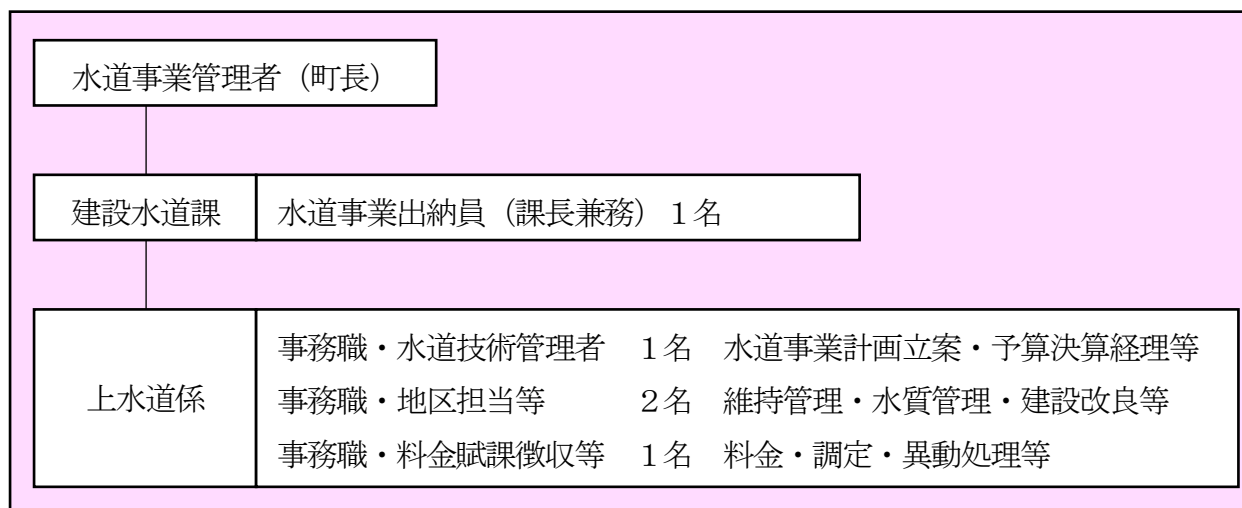 水道事業管理者（町長）
建設水道課　水道事業出納員（課長兼務）１名
上水道係
事務職・水道技術管理者　１名　水道事業計画立案・予算決算経理等
事務職・地区担当等　２名　維持管理・水質管理・建設改良等
事務職・料金賦課徴収等　１名　料金・調定・異動処理等